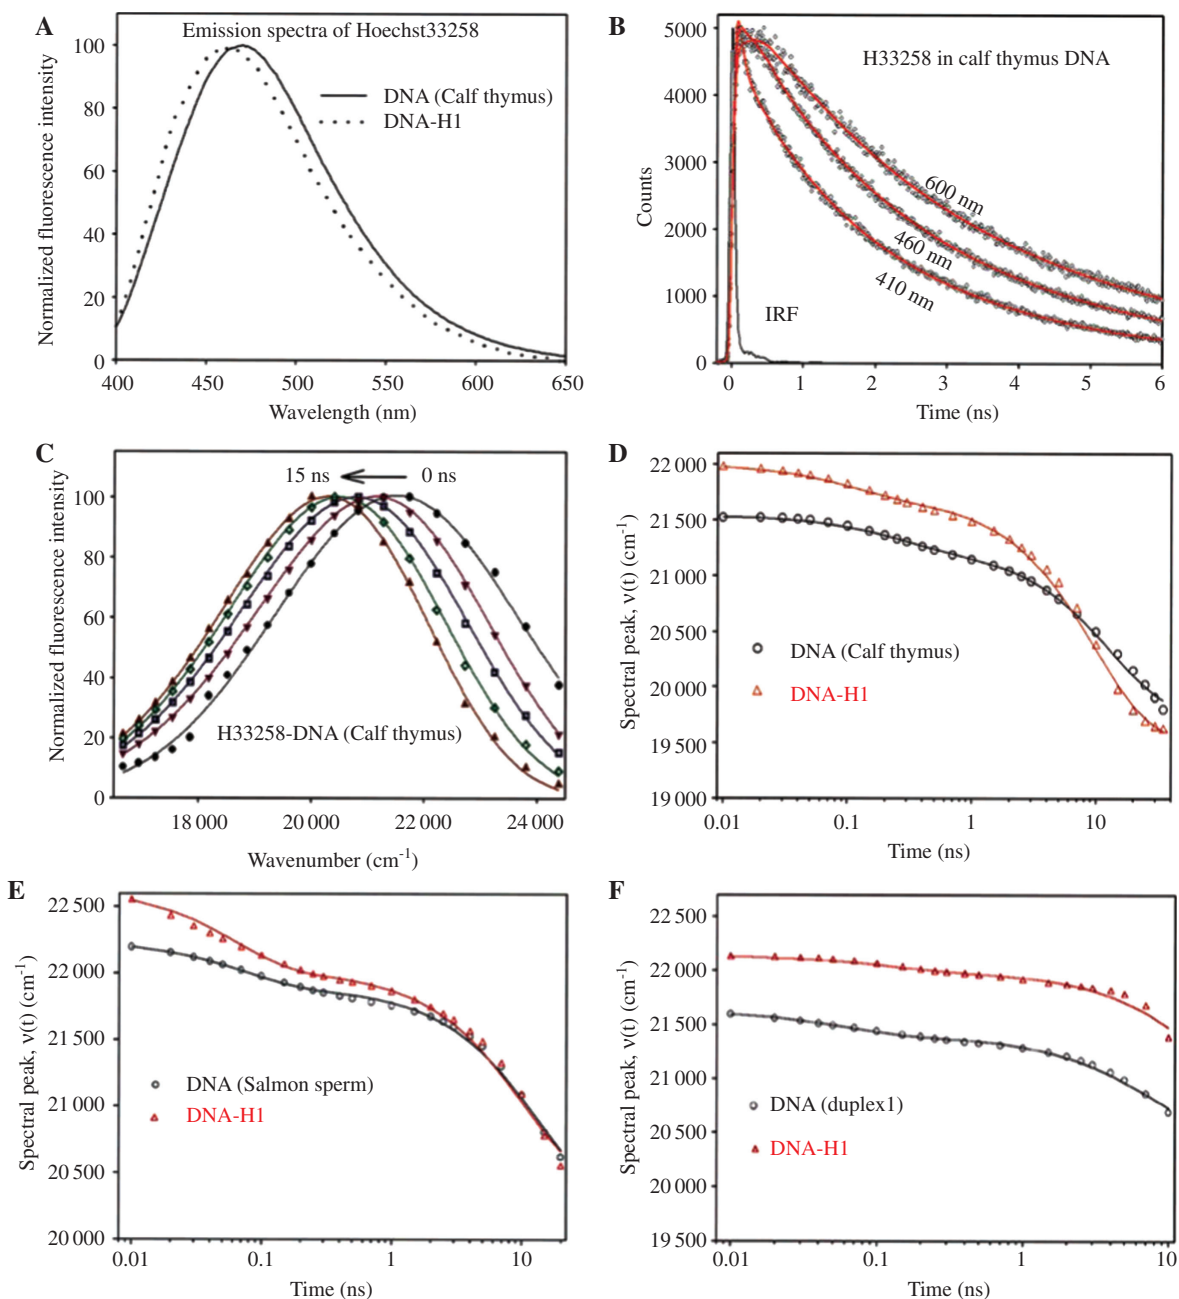 A
Emission spectra of Hoechst33258
DNA (Calf thymus)
DNA-H1
Normalized fluorescence intensity
100
80
60
40
20
0
400 450 500 550 600 650
Wavelength (nm)
B
H33258 in calf thymus DNA
600 nm
460 nm
410 nm
IRF
Counts
5000
4000
3000
2000
1000
0
0 1 2 3 4 5 6
Time (ns)
C
15 ns 0 ns
H33258-DNA (Calf thymus)
Normalized fluorescence intensity
100
80
60
40
20
0
18 000 20 000 22 000 24 000
Wavenumber (cm⁻¹)
D
DNA (Calf thymus)
DNA-H1
Spectral peak, ν(t) (cm⁻¹)
22 000
21 500
21 000
20 500
20 000
19 500
19 000
0.01 0.1 1 10
Time (ns)
E
DNA (Salmon sperm)
DNA-H1
Spectral peak, ν(t) (cm⁻¹)
22 500
22 000
21 500
21 000
20 500
20 000
0.01 0.1 1 10
Time (ns)
F
DNA (duplex1)
DNA-H1
Spectral peak, ν(t) (cm⁻¹)
22 500
22 000
21 500
21 000
20 500
20 000
19 500
0.01 0.1 1 10
Time (ns)